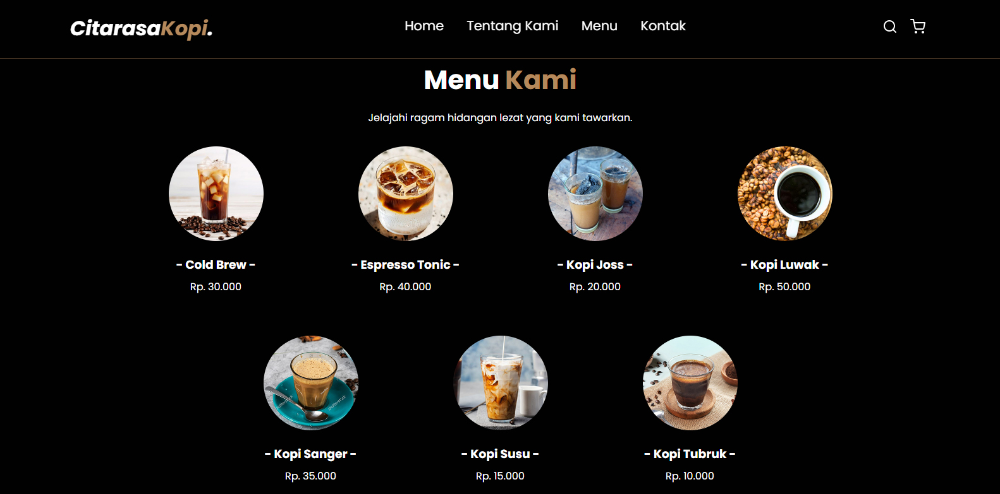 CitarasaKopi.
Home Tentang Kami Menu Kontak
Menu Kami
Jelajahi ragam hidangan lezat yang kami tawarkan.
- Cold Brew - - Espresso Tonic - - Kopi Joss - - Kopi Luwak -
Rp. 30.000 Rp. 40.000 Rp. 20.000 Rp. 50.000
shutterstock shutterstock
- Kopi Sanger - - Kopi Susu - - Kopi Tubruk -
Rp. 35.000 Rp. 15.000 Rp. 10.000